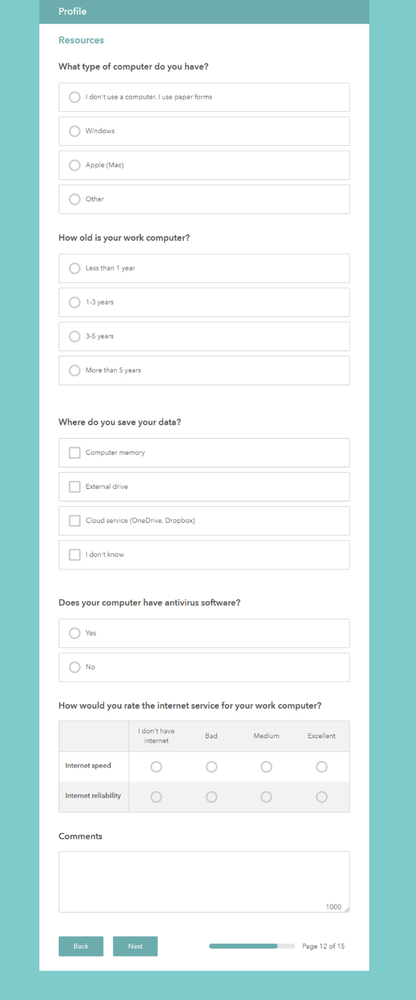 Profile
Resources
What type of computer do you have?
I don't use a computer. I use paper forms
Windows
Apple (Mac)
Other
How old is your work computer?
Less than 1 year
1-3 years
3-5 years
More than 5 years
Where do you save your data?
Computer memory
External drive
Cloud service (OneDrive, Dropbox)
I don't know
Does your computer have antivirus software?
Yes
No
How would you rate the internet service for your work computer?
I don't have
internet
Bad
Medium
Excellent
Internet speed
Internet reliability
Comments
1000
Back
Next
Page 12 of 15